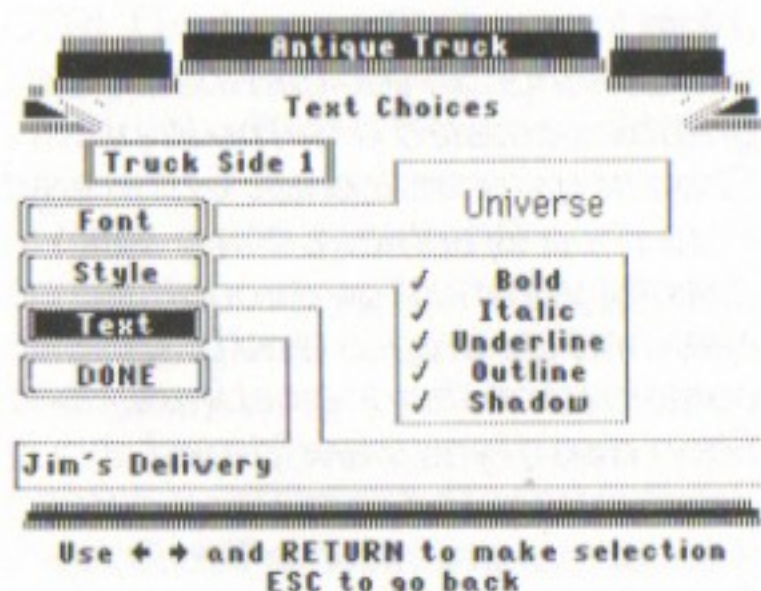 Antique Truck
Text Choices
Truck Side 1
Font
Universe
Style
✓ Bold
✓ Italic
Text
✓ Underline
✓ Outline
DONE
✓ Shadow
Jim's Delivery
Use ← → and RETURN to make selection
ESC to go back